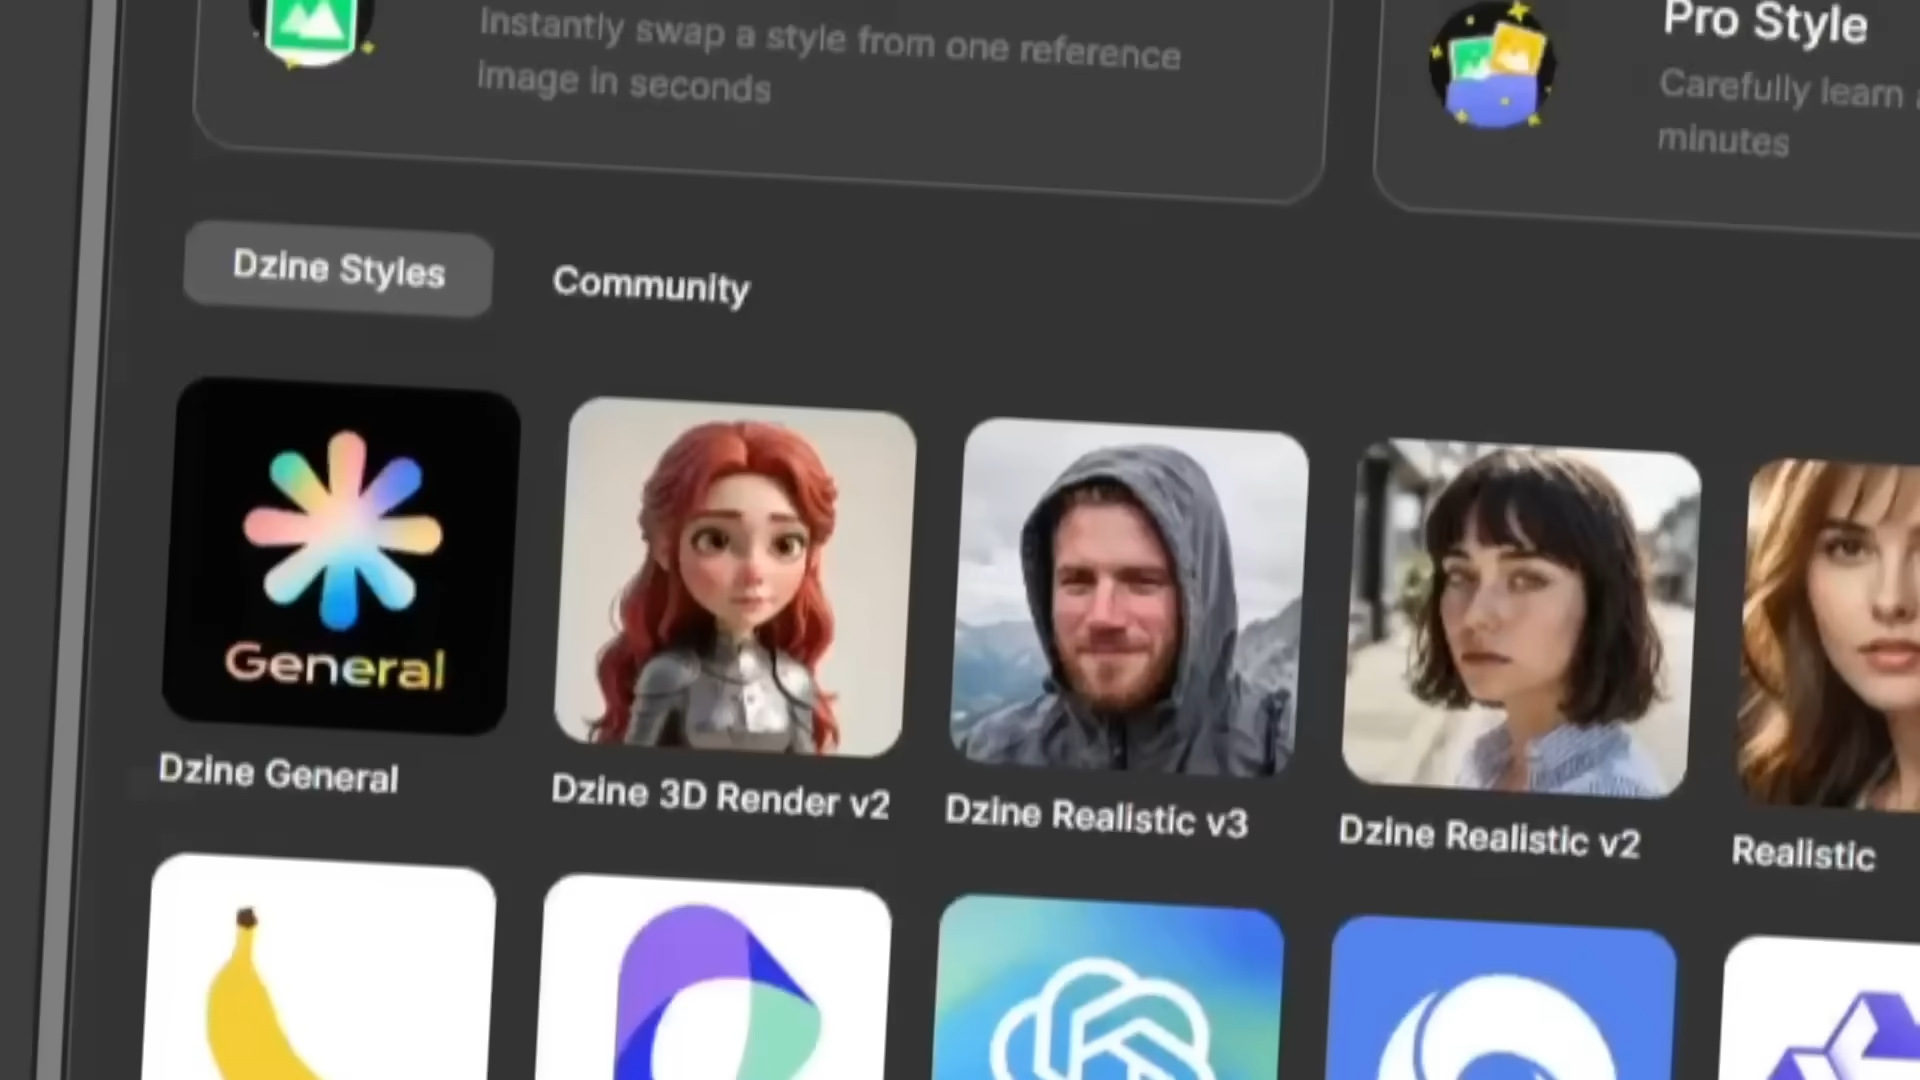 Instantly swap a style from one reference
image in seconds
Pro Style
Carefully learn
minutes
Dzine Styles
Community
General
Dzine General
Dzine 3D Render v2
Dzine Realistic v3
Dzine Realistic v2
Realistic